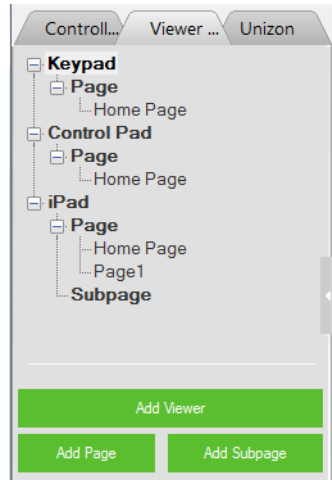 Controll... Viewer ... Unizon
Keypad
Page
Home Page
Control Pad
Page
Home Page
iPad
Page
Home Page
Page1
Subpage
Add Viewer
Add Page Add Subpage